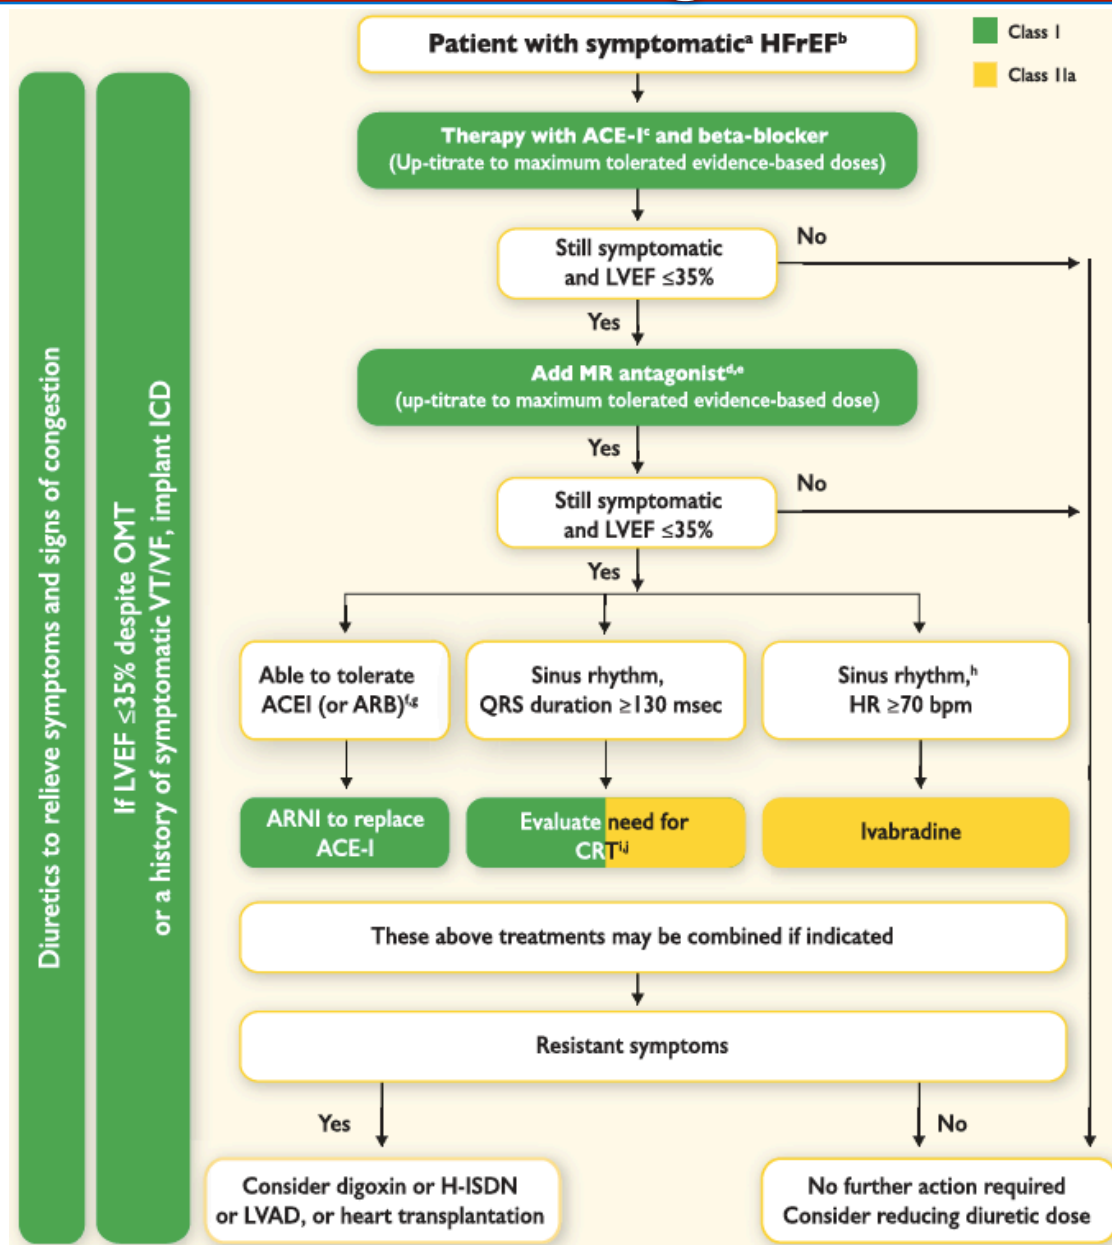 Patient with symptomaticᵃ HFrEFᵇ
Class I
Class IIa
Therapy with ACE-Iᶜ and beta-blocker
(Up-titrate to maximum tolerated evidence-based doses)
Still symptomatic
and LVEF ≤35%
No
Yes
Add MR antagonistᵈ,ᵉ
(up-titrate to maximum tolerated evidence-based dose)
Yes
Still symptomatic
and LVEF ≤35%
No
Yes
Able to tolerate
ACEI (or ARB)ᶠ,ᵍ
Sinus rhythm,
QRS duration ≥130 msec
Sinus rhythm,ʰ
HR ≥70 bpm
ARNI to replace
ACE-I
Evaluate need for
CRTⁱ,ʲ
Ivabradine
These above treatments may be combined if indicated
Resistant symptoms
Yes
No
Consider digoxin or H-ISDN
or LVAD, or heart transplantation
No further action required
Consider reducing diuretic dose
Diuretics to relieve symptoms and signs of congestion
If LVEF ≤35% despite OMT
or a history of symptomatic VT/VF, implant ICD